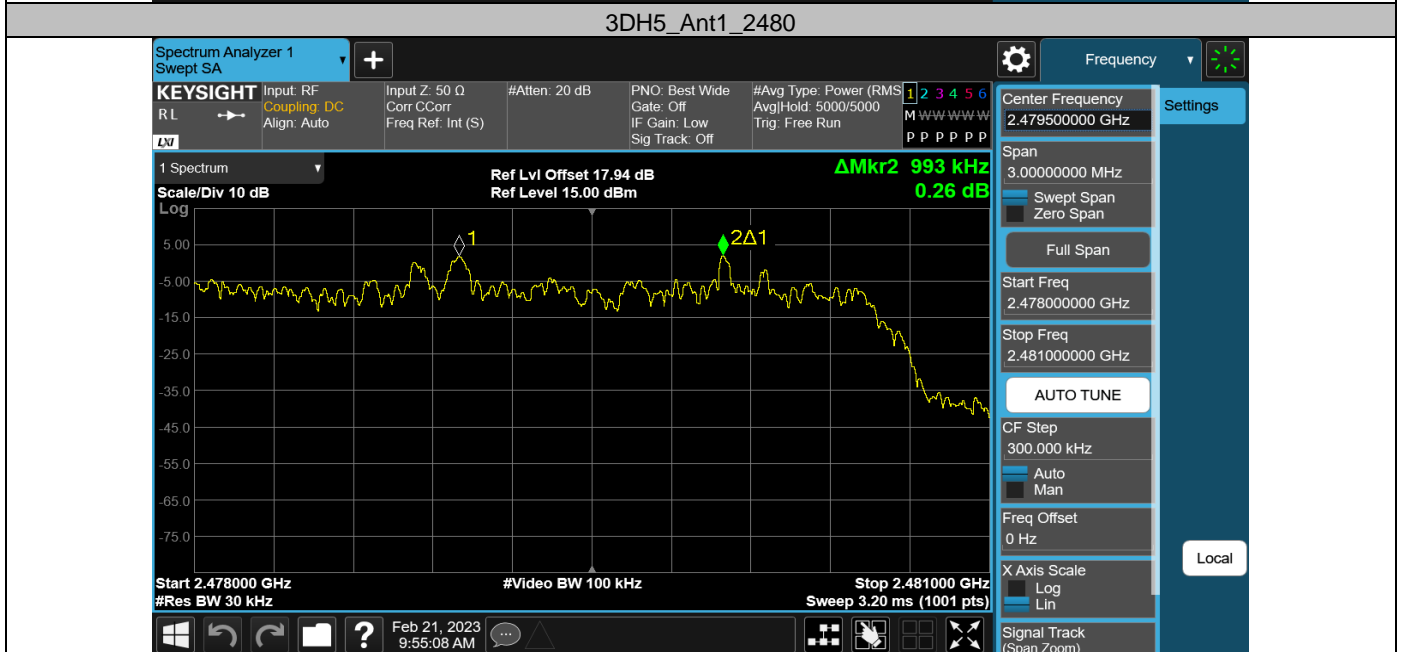 3DH5_Ant1_2480
Spectrum Analyzer 1
Swept SA
Frequency
KEYSIGHT
RL
LXI
Input: RF
Coupling: DC
Align: Auto
Input Z: 50 Ω
Corr CCorr
Freq Ref: Int (S)
#Atten: 20 dB
PNO: Best Wide
Gate: Off
IF Gain: Low
Sig Track: Off
#Avg Type: Power (RMS
Avg|Hold: 5000/5000
Trig: Free Run
1 2 3 4 5 6
M W W W W W
P P P P P P
1 Spectrum
Scale/Div 10 dB
Log
Ref Lvl Offset 17.94 dB
Ref Level 15.00 dBm
ΔMkr2 993 kHz
0.26 dB
1
2Δ1
5.00
-5.00
-15.0
-25.0
-35.0
-45.0
-55.0
-65.0
-75.0
Start 2.478000 GHz
#Res BW 30 kHz
#Video BW 100 kHz
Stop 2.481000 GHz
Sweep 3.20 ms (1001 pts)
Center Frequency
2.479500000 GHz
Span
3.00000000 MHz
Swept Span
Zero Span
Full Span
Start Freq
2.478000000 GHz
Stop Freq
2.481000000 GHz
AUTO TUNE
CF Step
300.000 kHz
Auto
Man
Freq Offset
0 Hz
X Axis Scale
Log
Lin
Signal Track
(Span Zoom)
Settings
Local
?
Feb 21, 2023
9:55:08 AM